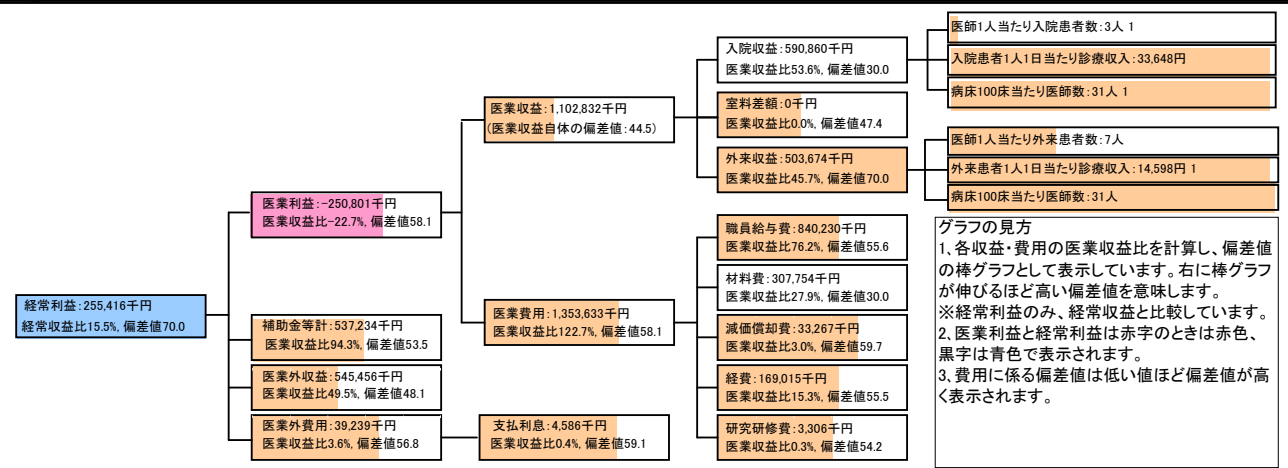 経常利益：255,416千円
経常収支比15.5%, 偏差値70.0
医業利益：-250,801千円
医業収益比-22.7%, 偏差値58.1
補助金等計：537,234千円
医業収益比94.3%, 偏差値53.5
医業外収益：545,456千円
医業収益比49.5%, 偏差値48.1
医業外費用：39,239千円
医業収益比3.6%, 偏差値56.8
医業収益：1,102,832千円
(医業収益自体の偏差値：44.5)
医業費用：1,353,633千円
医業収益比122.7%, 偏差値58.1
支払利息：4,586千円
医業収益比0.4%, 偏差値59.1
入院収益：590,860千円
医業収益比53.6%, 偏差値30.0
室料差額：0千円
医業収益比0.0%, 偏差値47.4
外来収益：503,674千円
医業収益比45.7%, 偏差値70.0
職員給与費：840,230千円
医業収益比76.2%, 偏差値55.6
材料費：307,754千円
医業収益比27.9%, 偏差値30.0
減価償却費：33,267千円
医業収益比3.0%, 偏差値59.7
経費：169,015千円
医業収益比15.3%, 偏差値55.5
研究研修費：3,306千円
医業収益比0.3%, 偏差値54.2
医師1人当たり入院患者数：3人 1
入院患者1人1日当たり診療収入：33,648円
病床100床当たり医師数：31人 1
医師1人当たり外来患者数：7人
外来患者1人1日当たり診療収入：14,598円 1
病床100床当たり医師数：31人
グラフの見方
1、各収益・費用の医業収益比を計算し、偏差値
の棒グラフとして表示しています。右に棒グラフ
が伸びるほど高い偏差値を意味します。
※経常利益のみ、経常収益と比較しています。
2、医業利益と経常利益は赤字のときは赤色、
黒字は青色で表示されます。
3、費用に係る偏差値は低い値ほど偏差値が高
く表示されます。